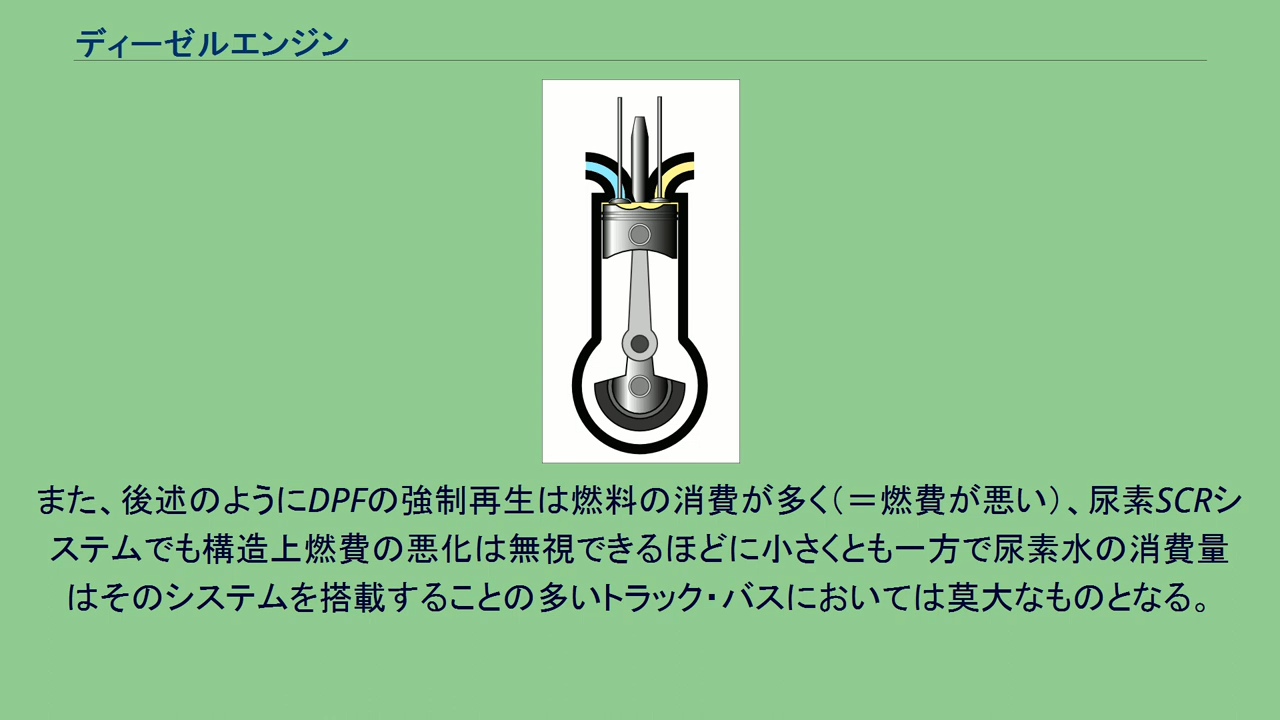 ディーゼルエンジン
また、後述のようにDPFの強制再生は燃料の消費が多く（＝燃費が悪い）、尿素SCRシ
ステムでも構造上燃費の悪化は無視できるほどに小さくとも一方で尿素水の消費量
はそのシステムを搭載することの多いトラック・バスにおいては莫大なものとなる。